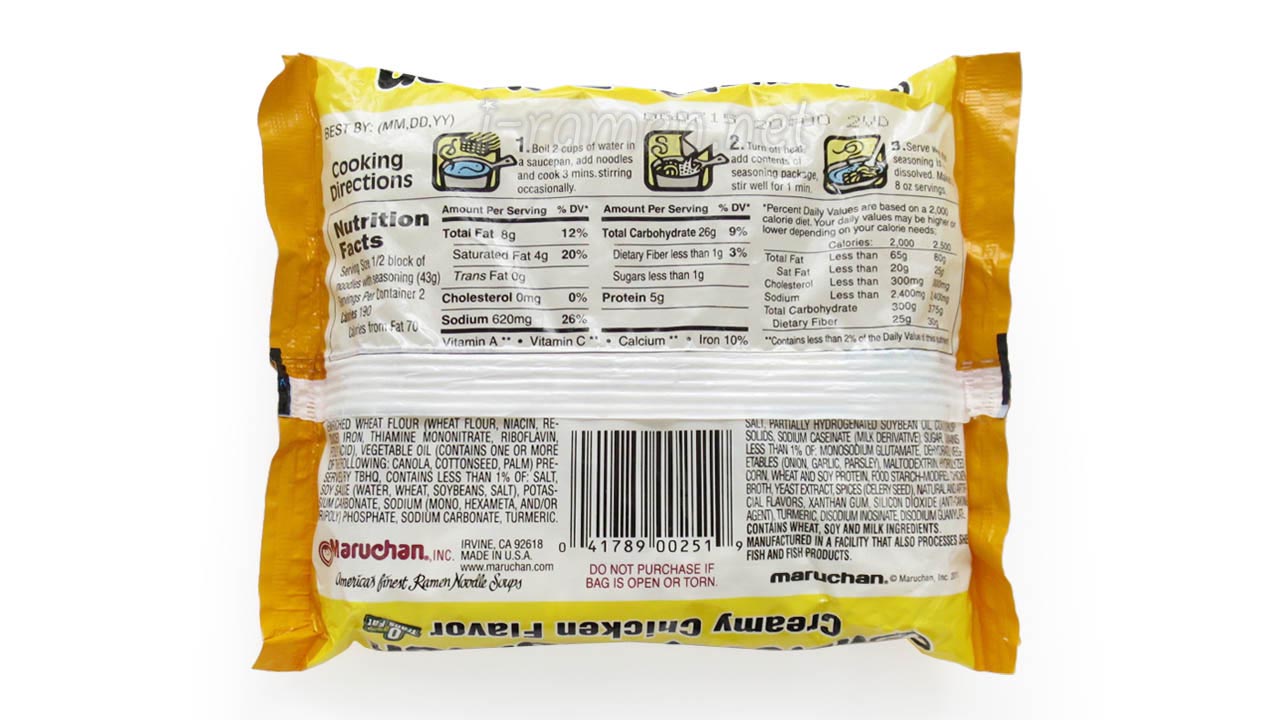 i-ramen.net
BEST BY: (MM,DD,YY)
Cooking
Directions
1. Boil 2 cups of water in
a saucepan, add noodles
and cook 3 mins. stirring
occasionally.
2. Turn off heat,
add contents of
seasoning package,
stir well for 1 min.
3. Serve
seasoning is
dissolved.
8 oz servings.
Nutrition
Facts
Serving Size 1/2 block of
noodles with seasoning (43g)
Servings Per Container 2
Calories 190
Calories from Fat 70
Amount Per Serving % DV*
Total Fat 8g 12%
Saturated Fat 4g 20%
Trans Fat 0g
Cholesterol 0mg 0%
Sodium 620mg 26%
Amount Per Serving % DV*
Total Carbohydrate 26g 9%
Dietary Fiber less than 1g 3%
Sugars less than 1g
Protein 5g
Vitamin A ** • Vitamin C ** • Calcium ** • Iron 10%
*Percent Daily Values are based on a 2,000
calorie diet. Your daily values may be higher or
lower depending on your calorie needs:
Calories: 2,000 2,500
Total Fat Less than 65g 80g
Sat Fat Less than 20g 25g
Cholesterol Less than 300mg 300mg
Sodium Less than 2,400mg 2,400mg
Total Carbohydrate 300g 375g
Dietary Fiber 25g 30g
**Contains less than 2% of the Daily Value
ENRICHED WHEAT FLOUR (WHEAT FLOUR, NIACIN, RE-
IRON, THIAMINE MONONITRATE, RIBOFLAVIN,
VEGETABLE OIL (CONTAINS ONE OR MORE
OF FOLLOWING: CANOLA, COTTONSEED, PALM) PRE-
TBHQ, CONTAINS LESS THAN 1% OF: SALT,
SOY SAUCE (WATER, WHEAT, SOYBEANS, SALT), POTAS-
SIUM CARBONATE, SODIUM (MONO, HEXAMETA, AND/OR
PHOSPHATE, SODIUM CARBONATE, TURMERIC.
Maruchan, INC.
IRVINE, CA 92618
MADE IN U.S.A.
www.maruchan.com
America's finest Ramen Noodle Soups
0 41789 00251 9
DO NOT PURCHASE IF
BAG IS OPEN OR TORN.
SALT, PARTIALLY HYDROGENATED SOYBEAN OIL,
SOLIDS, SODIUM CASEINATE (MILK DERIVATIVE), SUGAR,
LESS THAN 1% OF: MONOSODIUM GLUTAMATE, DEHYDRATED VEG-
ETABLES (ONION, GARLIC, PARSLEY), MALTODEXTRIN,
CORN, WHEAT AND SOY PROTEIN, FOOD STARCH-MODIFIED,
BROTH, YEAST EXTRACT, SPICES (CELERY SEED), NATURAL AND
CIAL FLAVORS, XANTHAN GUM, SILICON DIOXIDE
AGENT), TURMERIC, DISODIUM INOSINATE, DISODIUM GUANYLATE.
CONTAINS WHEAT, SOY AND MILK INGREDIENTS.
MANUFACTURED IN A FACILITY THAT ALSO PROCESSES
FISH AND FISH PRODUCTS.
maruchan. © Maruchan, Inc.
Creamy Chicken Flavor
0 Trans Fat